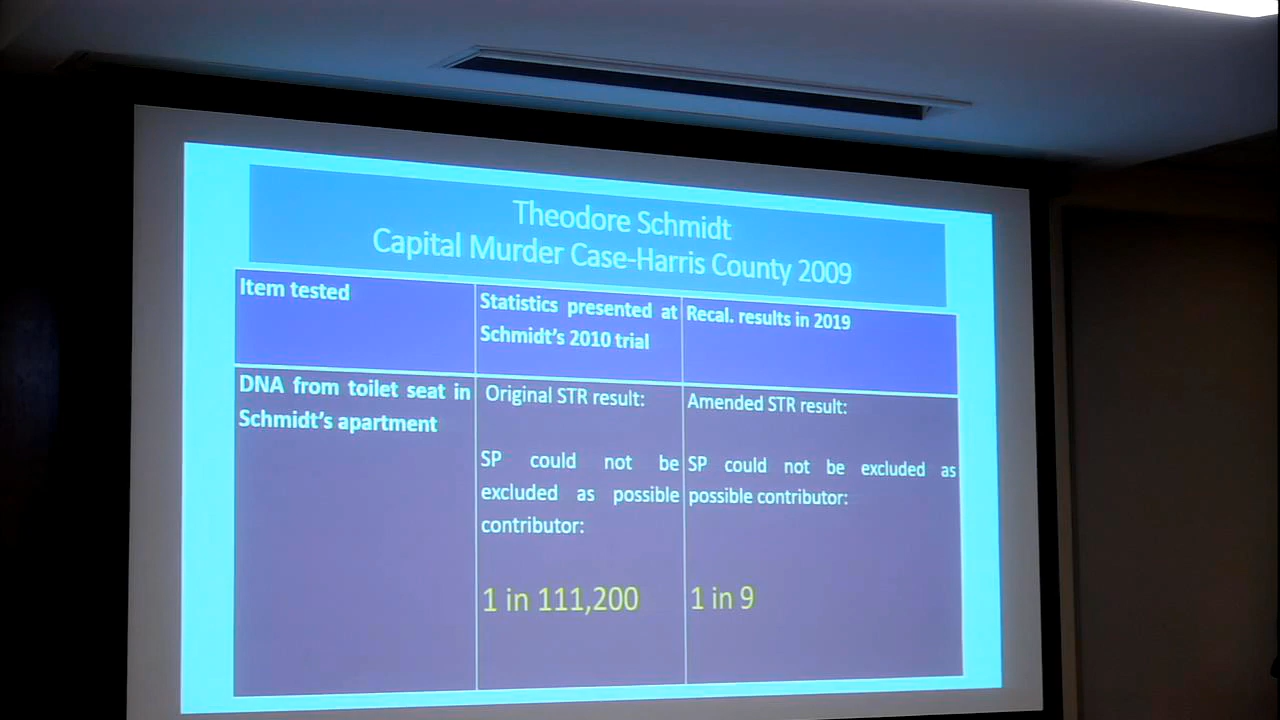 Theodore Schmidt
Capital Murder Case-Harris County 2009
Item tested
Statistics presented at
Schmidt's 2010 trial
Recal. results in 2019
DNA from toilet seat in
Schmidt's apartment
Original STR result:
SP could not be
excluded as possible
contributor:
1 in 111,200
Amended STR result:
SP could not be excluded as
possible contributor:
1 in 9